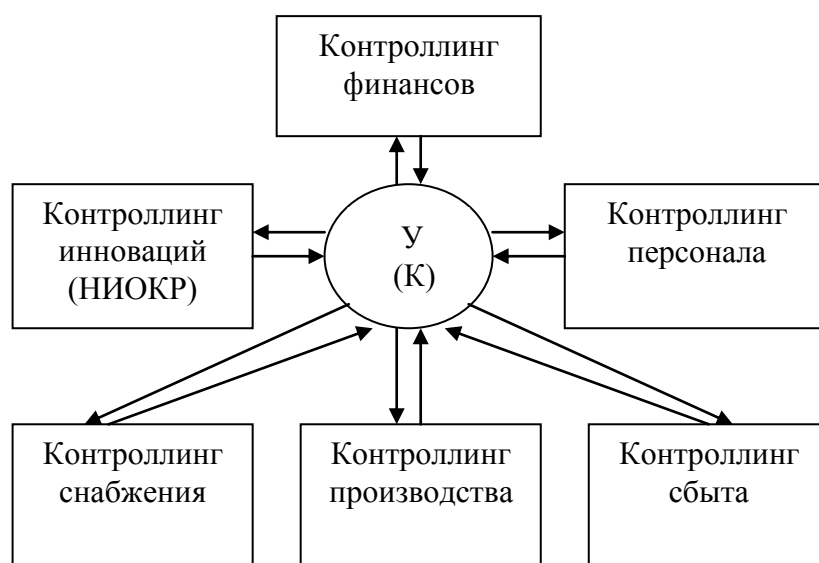 Контроллинг
финансов
Контроллинг
инноваций
(НИОКР)
У
(К)
Контроллинг
персонала
Контроллинг
снабжения
Контроллинг
производства
Контроллинг
сбыта